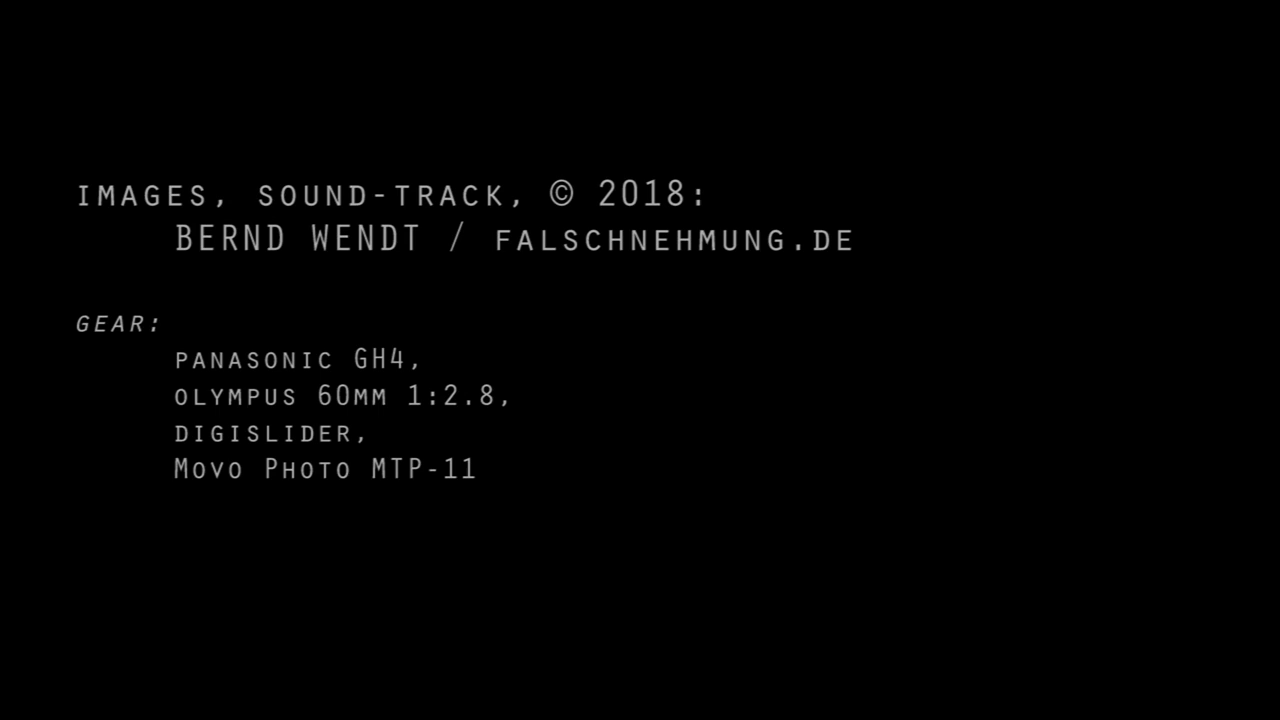 IMAGES, SOUND-TRACK, © 2018:
BERND WENDT / FALSCHNEHMUNG.DE
GEAR:
PANASONIC GH4,
OLYMPUS 60MM 1:2.8,
DIGISLIDER,
MOVO PHOTO MTP-11